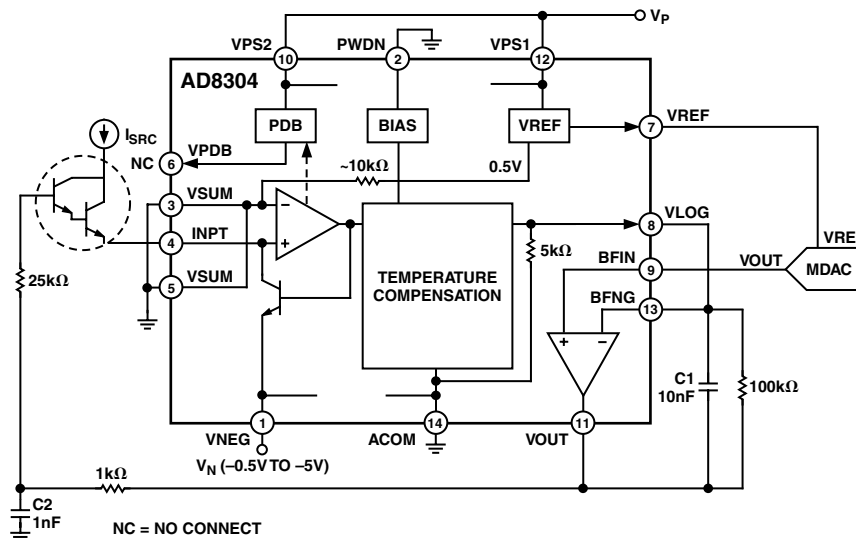 V_P
VPS2
PWDN
VPS1
10
2
12
AD8304
PDB
BIAS
VREF
7
VREF
I_SRC
NC
VPDB
6
~10kΩ
0.5V
VSUM
3
−
INPT
4
+
VSUM
5
25kΩ
TEMPERATURE
COMPENSATION
5kΩ
8
VLOG
BFIN
9
VOUT
VRE
MDAC
BFNG
13
+
−
C1
10nF
100kΩ
1
14
11
VNEG
ACOM
VOUT
V_N (–0.5V TO –5V)
1kΩ
C2
1nF
NC = NO CONNECT